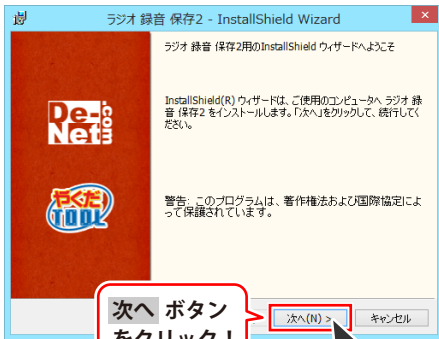 ラジオ 録音 保存2 - InstallShield Wizard
ラジオ 録音 保存2用のInstallShield ウィザードへようこそ
InstallShield(R) ウィザードは、ご使用のコンピュータへ ラジオ 録
音 保存2 をインストールします。「次へ」をクリックして、続行してく
ださい。
警告: このプログラムは、著作権法および国際協定によ
って保護されています。
De-
Net.com
やくだつ
TOOL
次へ ボタン
をクリック！
次へ(N) >
キャンセル